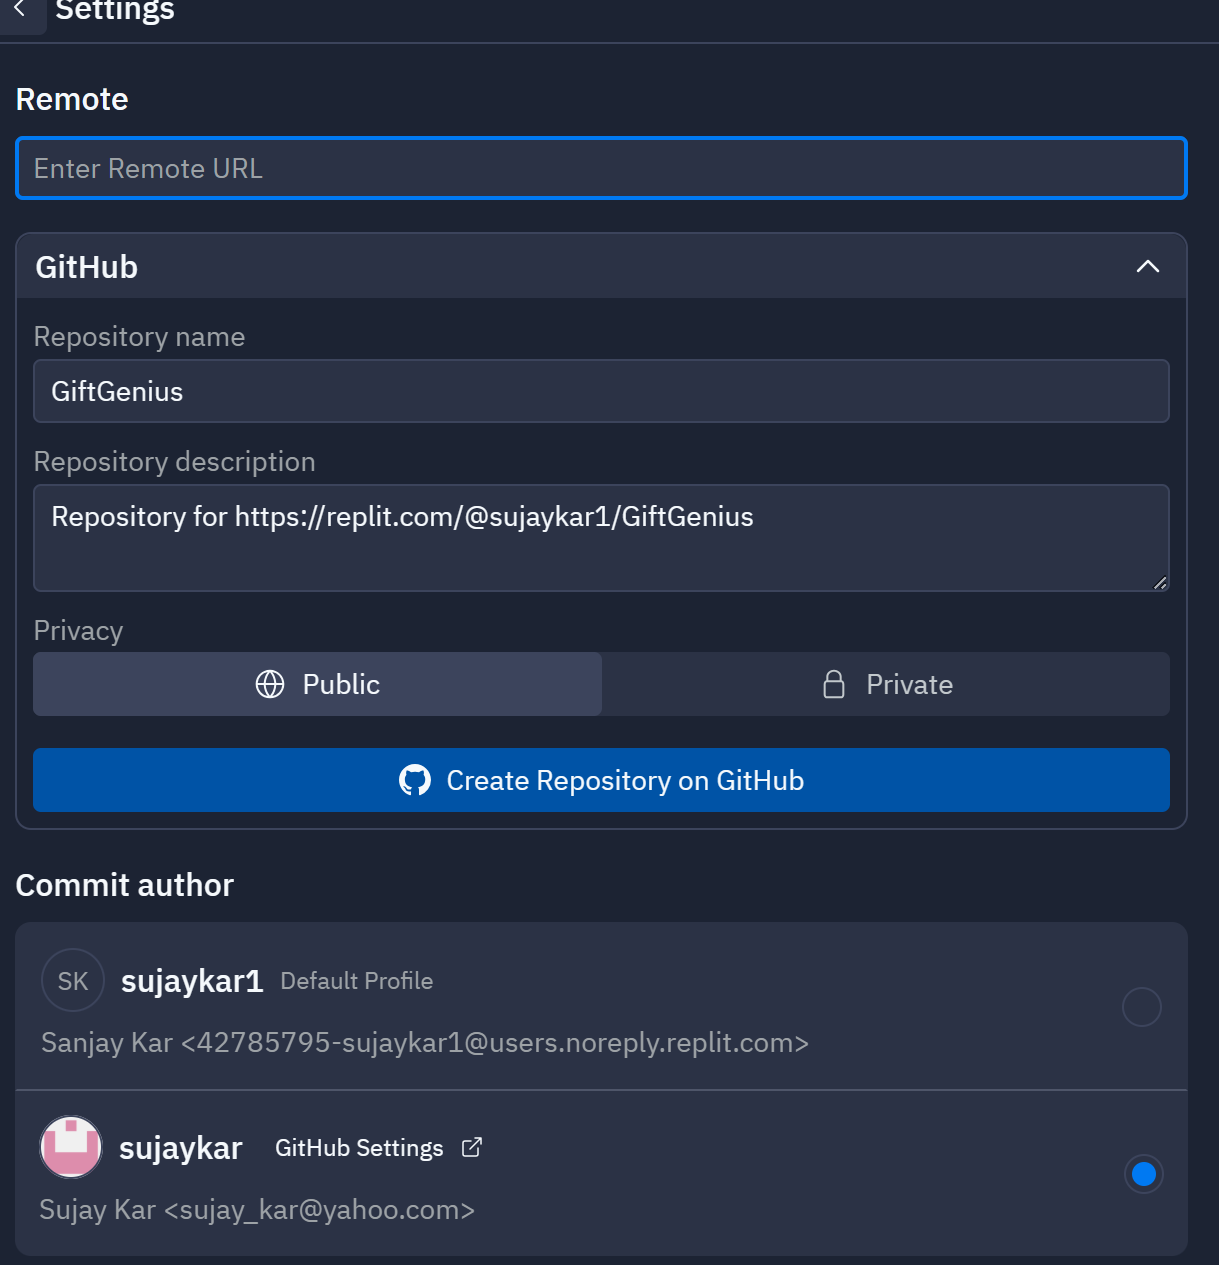 Settings
Remote
Enter Remote URL
GitHub
Repository name
GiftGenius
Repository description
Repository for https://replit.com/@sujaykar1/GiftGenius
Privacy
Public
Private
Create Repository on GitHub
Commit author
SK sujaykar1 Default Profile
Sanjay Kar <42785795-sujaykar1@users.noreply.replit.com>
sujaykar GitHub Settings
Sujay Kar <sujay_kar@yahoo.com>